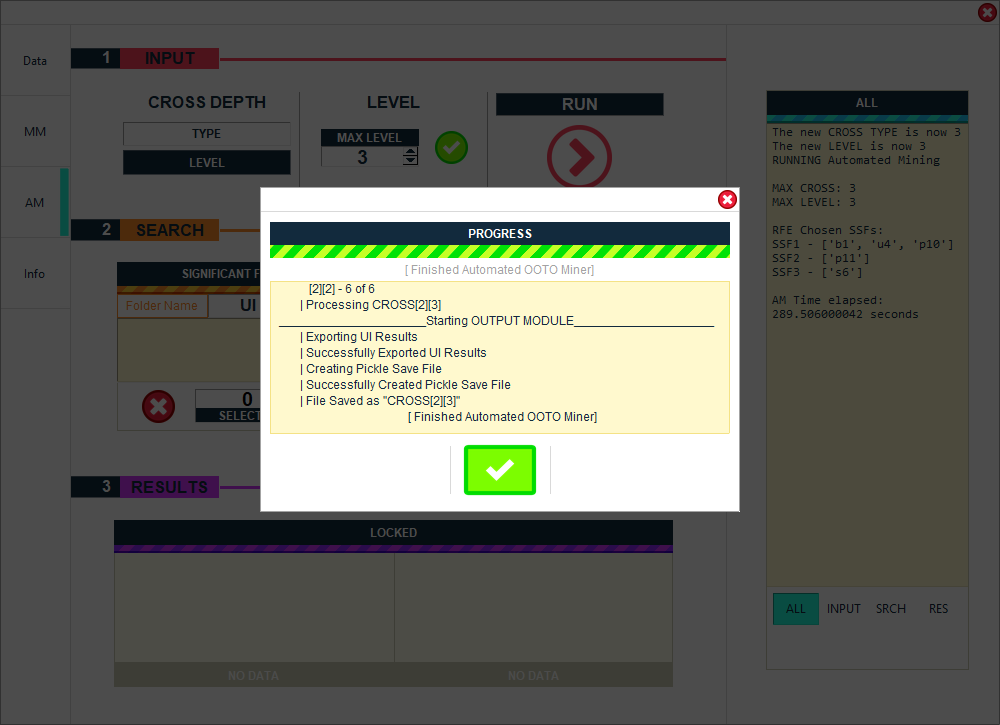 Data
MM
AM
Info
1 INPUT
CROSS DEPTH
TYPE
LEVEL
LEVEL
MAX LEVEL
3
RUN
2 SEARCH
SIGNIFICANT F
Folder Name
UI
0
SELECT
3 RESULTS
LOCKED
NO DATA
NO DATA
PROGRESS
[ Finished Automated OOTO Miner]
[2][2] - 6 of 6
| Processing CROSS[2][3]
______________________Starting OUTPUT MODULE_____________________
| Exporting UI Results
| Successfully Exported UI Results
| Creating Pickle Save File
| Successfully Created Pickle Save File
| File Saved as "CROSS[2][3]"
[ Finished Automated OOTO Miner]
ALL
The new CROSS TYPE is now 3
The new LEVEL is now 3
RUNNING Automated Mining
MAX CROSS: 3
MAX LEVEL: 3
RFE Chosen SSFs:
SSF1 - ['b1', 'u4', 'p10']
SSF2 - ['p11']
SSF3 - ['s6']
AM Time elapsed:
289.506000042 seconds
ALL INPUT SRCH RES